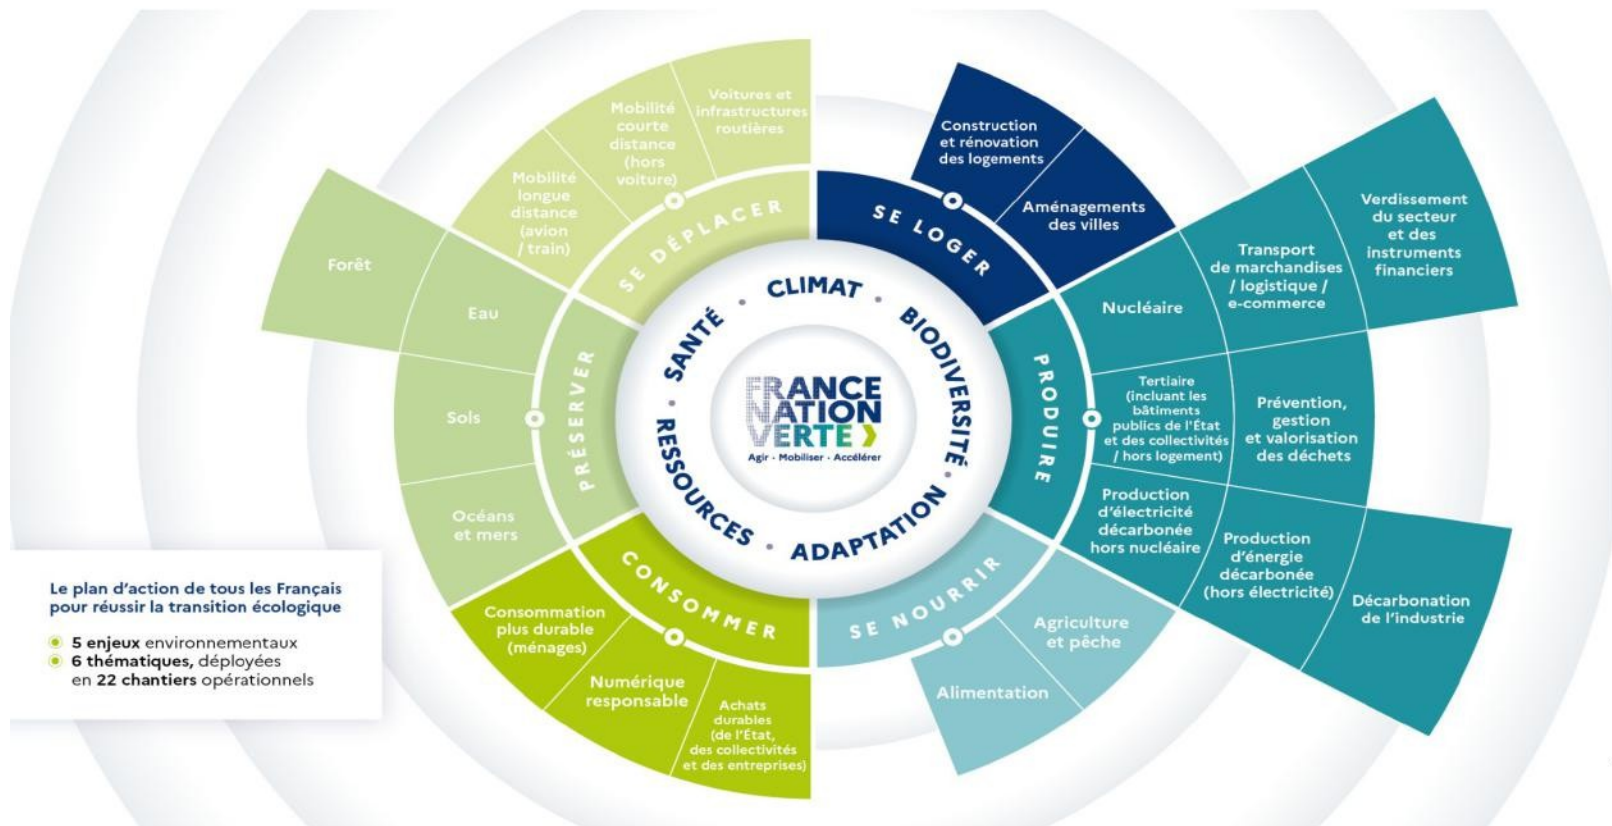 Voitures et
infrastructures
routières
Mobilité
courte
distance
(hors
voiture)
Mobilité
longue
distance
(avion
/ train)
SE DÉPLACER
Construction
et rénovation
des logements
Aménagements
des villes
SE LOGER
Verdissement
du secteur
et des
instruments
financiers
Transport
de marchandises
/ logistique /
e-commerce
Nucléaire
Tertiaire
(incluant les
bâtiments
publics de l'État
et des collectivités
/ hors logement)
Prévention,
gestion
et valorisation
des déchets
Production
d'électricité
décarbonée
hors nucléaire
Production
d'énergie
décarbonée
(hors électricité)
Décarbonation
de l'industrie
PRODUIRE
Forêt
Eau
Sols
Océans
et mers
PRÉSERVER
SANTÉ · CLIMAT · BIODIVERSITÉ · ADAPTATION · RESSOURCES ·
FRANCE
NATION
VERTE
Agir · Mobiliser · Accélérer
CONSOMMER
Consommation
plus durable
(ménages)
Numérique
responsable
Achats
durables
(de l'État,
des collectivités
et des entreprises)
SE NOURRIR
Agriculture
et pêche
Alimentation
Le plan d'action de tous les Français
pour réussir la transition écologique
5 enjeux environnementaux
6 thématiques, déployées
en 22 chantiers opérationnels